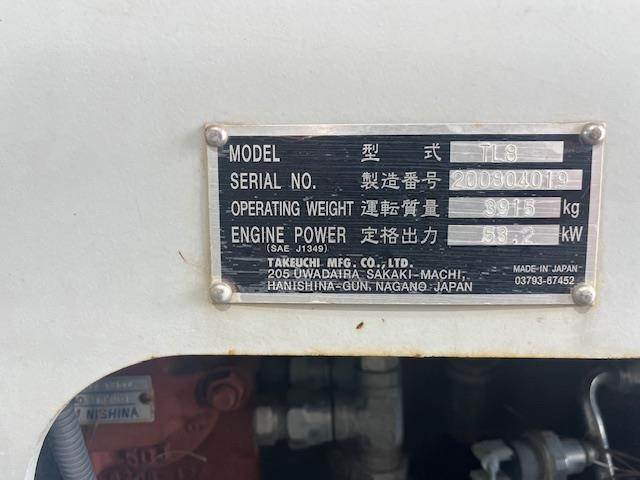 MODEL 型式 TL8
SERIAL NO. 製造番号 200804019
OPERATING WEIGHT 運転質量 3915 kg
ENGINE POWER 定格出力 53.2 kW
(SAE J1349)
TAKEUCHI MFG. CO., LTD.
205 UWADAIRA SAKAKI-MACHI,
HANISHINA-GUN, NAGANO JAPAN
MADE IN JAPAN
03793-67452
NISHINA